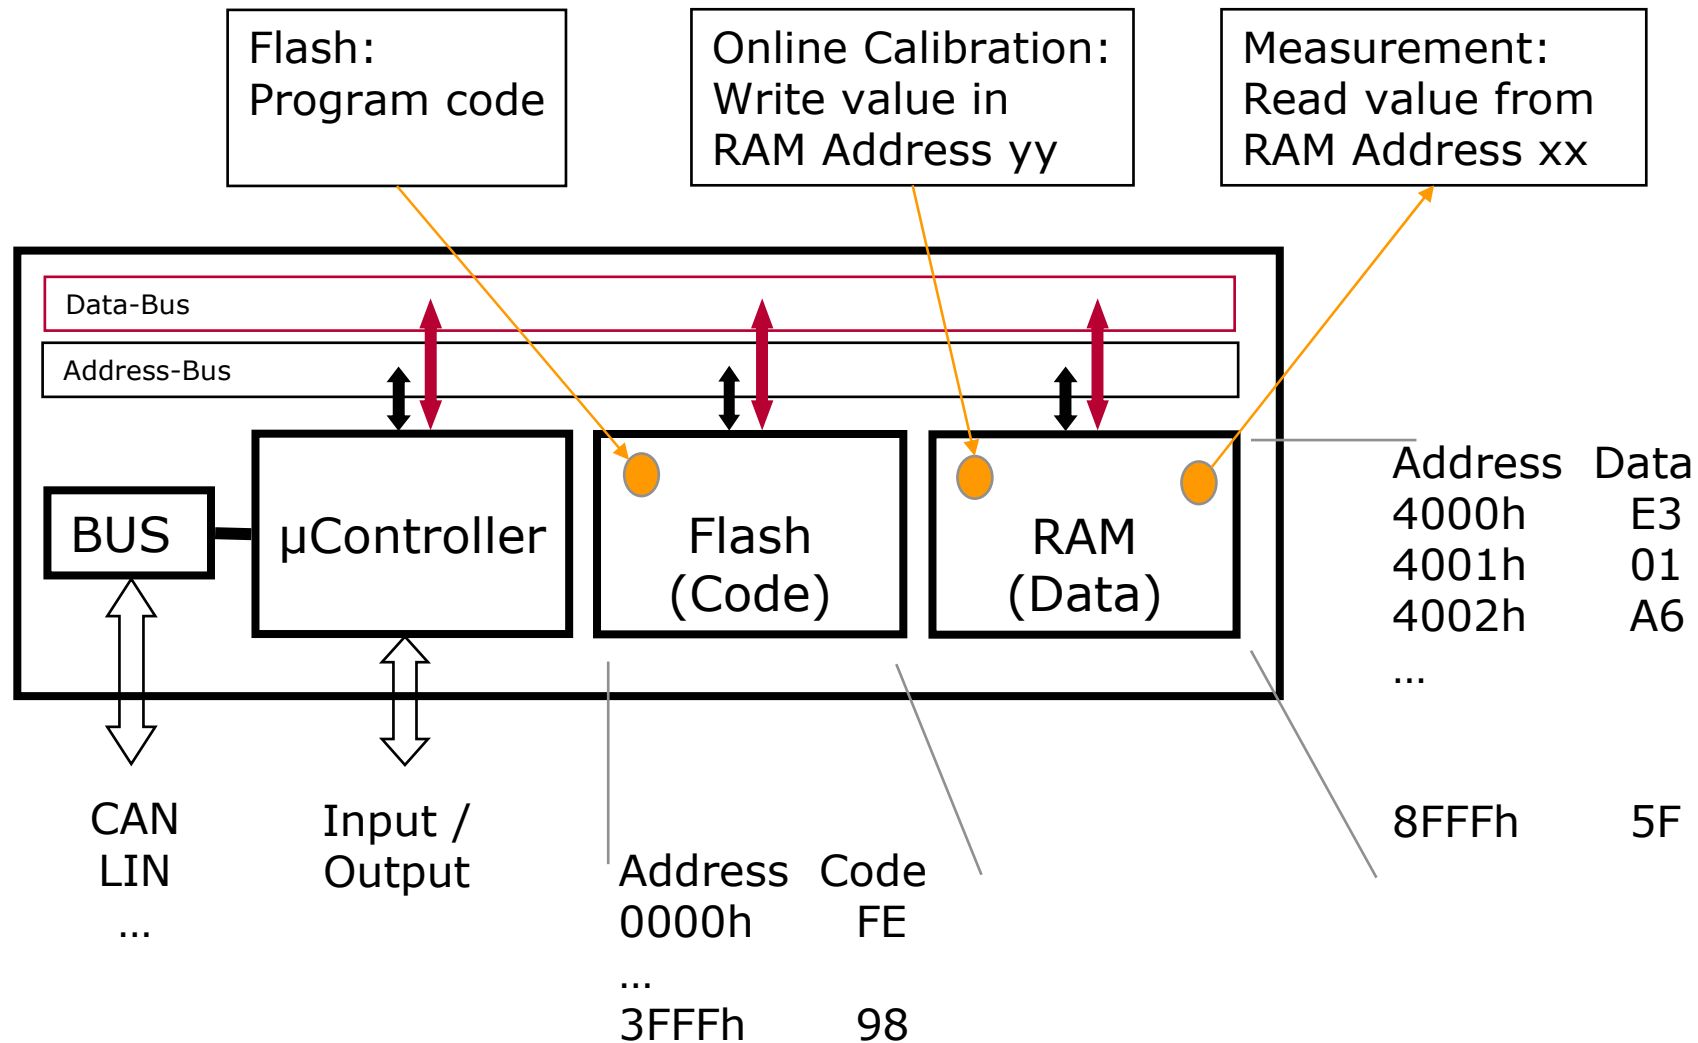 Flash:
Program code
Online Calibration:
Write value in
RAM Address yy
Measurement:
Read value from
RAM Address xx
Data-Bus
Address-Bus
BUS
µController
Flash
(Code)
RAM
(Data)
Address Data
4000h E3
4001h 01
4002h A6
...
8FFFh 5F
CAN
LIN
...
Input /
Output
Address Code
0000h FE
...
3FFFh 98